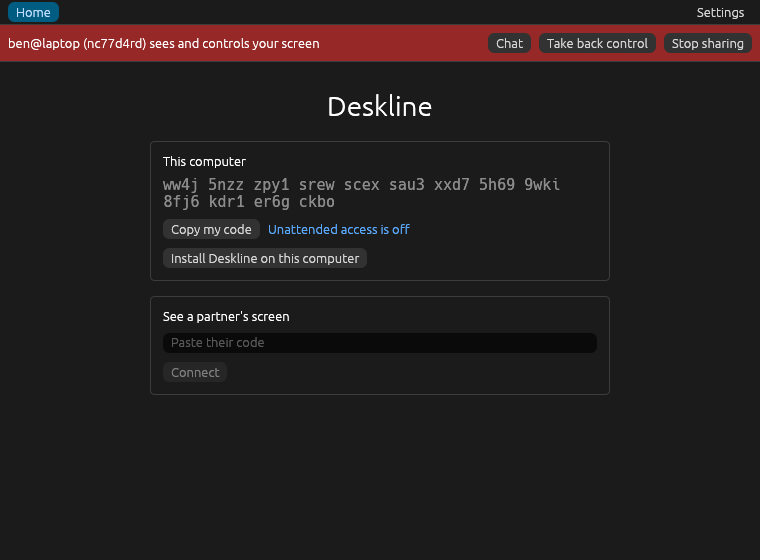 Home
Settings
ben@laptop (nc77d4rd) sees and controls your screen
Chat
Take back control
Stop sharing
Deskline
This computer
ww4j 5nzz zpy1 srew scex sau3 xxd7 5h69 9wki
8fj6 kdr1 er6g ckbo
Copy my code
Unattended access is off
Install Deskline on this computer
See a partner's screen
Paste their code
Connect